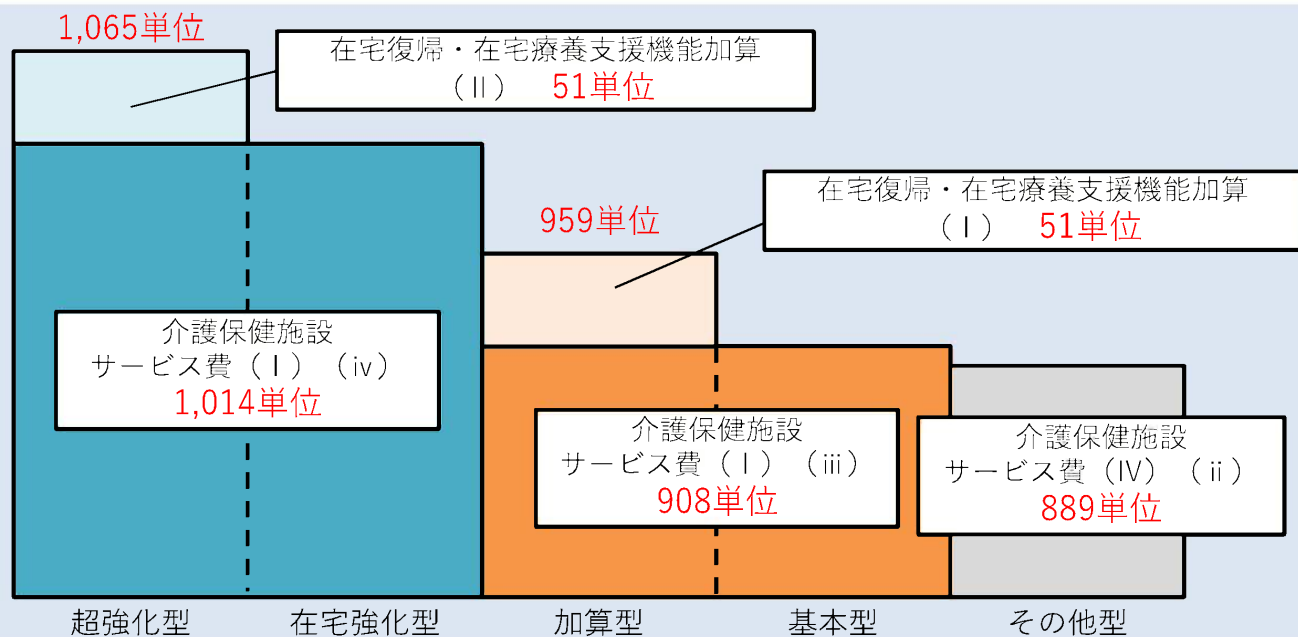 1,065単位
在宅復帰・在宅療養支援機能加算
（Ⅱ）　51単位
在宅復帰・在宅療養支援機能加算
（Ⅰ）　51単位
959単位
介護保健施設
サービス費（Ⅰ）（ⅳ）
1,014単位
介護保健施設
サービス費（Ⅰ）（ⅲ）
908単位
介護保健施設
サービス費（Ⅳ）（ⅱ）
889単位
超強化型　在宅強化型　加算型　基本型　その他型